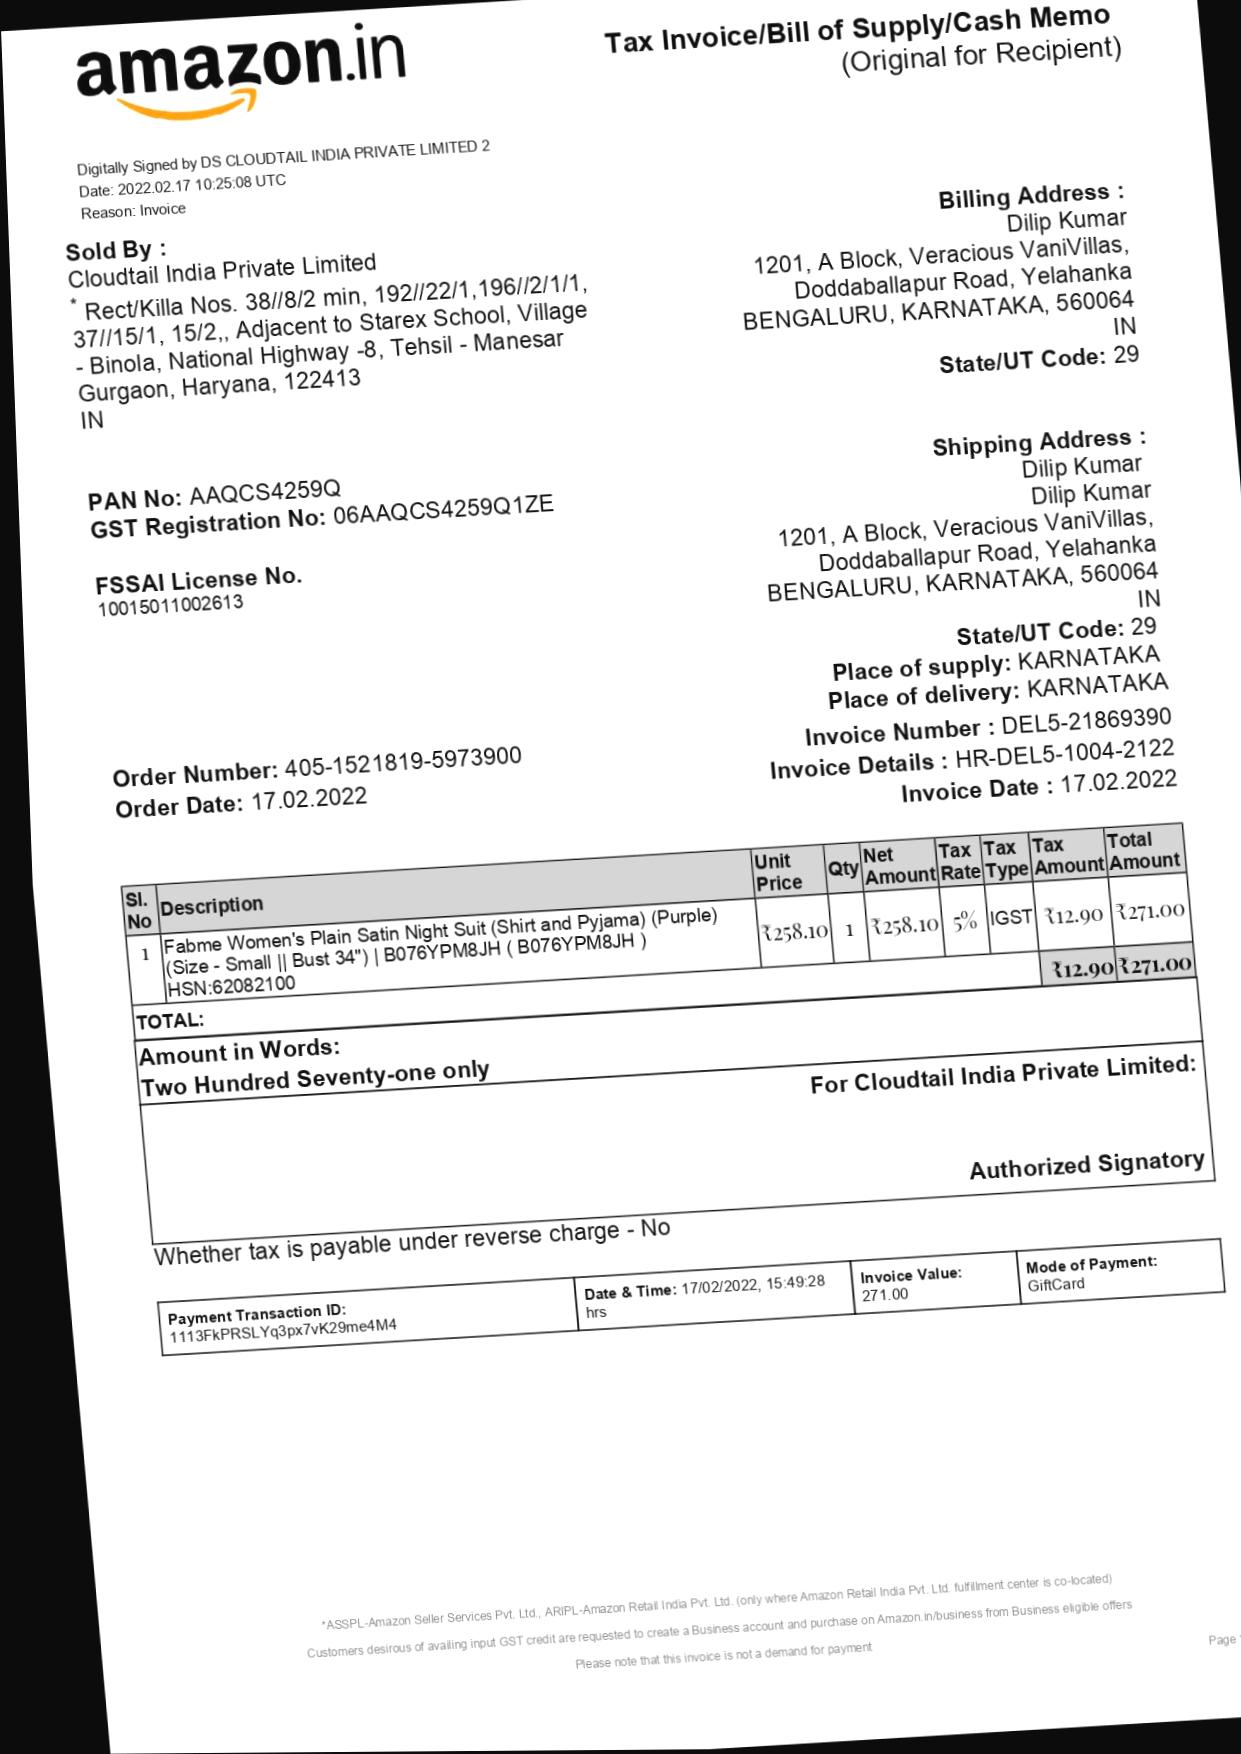 amazon.in
Tax Invoice/Bill of Supply/Cash Memo
(Original for Recipient)
Digitally Signed by DS CLOUDTAIL INDIA PRIVATE LIMITED 2
Date: 2022.02.17 10:25:08 UTC
Reason: Invoice
Sold By :
Cloudtail India Private Limited
* Rect/Killa Nos. 38//8/2 min, 192//22/1,196//2/1/1,
37//15/1, 15/2,, Adjacent to Starex School, Village
- Binola, National Highway -8, Tehsil - Manesar
Gurgaon, Haryana, 122413
IN
Billing Address :
Dilip Kumar
1201, A Block, Veracious VaniVillas,
Doddaballapur Road, Yelahanka
BENGALURU, KARNATAKA, 560064
IN
State/UT Code: 29
PAN No: AAQCS4259Q
GST Registration No: 06AAQCS4259Q1ZE
FSSAI License No.
10015011002613
Shipping Address :
Dilip Kumar
Dilip Kumar
1201, A Block, Veracious VaniVillas,
Doddaballapur Road, Yelahanka
BENGALURU, KARNATAKA, 560064
IN
State/UT Code: 29
Place of supply: KARNATAKA
Place of delivery: KARNATAKA
Order Number: 405-1521819-5973900
Order Date: 17.02.2022
Invoice Number : DEL5-21869390
Invoice Details : HR-DEL5-1004-2122
Invoice Date : 17.02.2022
Sl. No Description Unit Price Qty Net Amount Tax Rate Tax Type Tax Amount Total Amount
1 Fabme Women's Plain Satin Night Suit (Shirt and Pyjama) (Purple) ₹258.10 1 ₹258.10 5% IGST ₹12.90 ₹271.00
(Size - Small || Bust 34") | B076YPM8JH ( B076YPM8JH )
HSN:62082100
TOTAL: ₹12.90 ₹271.00
Amount in Words:
Two Hundred Seventy-one only
For Cloudtail India Private Limited:
Authorized Signatory
Whether tax is payable under reverse charge - No
Payment Transaction ID:
1113FkPRSLYq3px7vK29me4M4
Date & Time: 17/02/2022, 15:49:28
hrs
Invoice Value:
271.00
Mode of Payment:
GiftCard
*ASSPL-Amazon Seller Services Pvt. Ltd., ARIPL-Amazon Retail India Pvt. Ltd. (only where Amazon Retail India Pvt. Ltd. fulfillment center is co-located)
Customers desirous of availing input GST credit are requested to create a Business account and purchase on Amazon.in/business from Business eligible offers
Please note that this invoice is not a demand for payment
Page